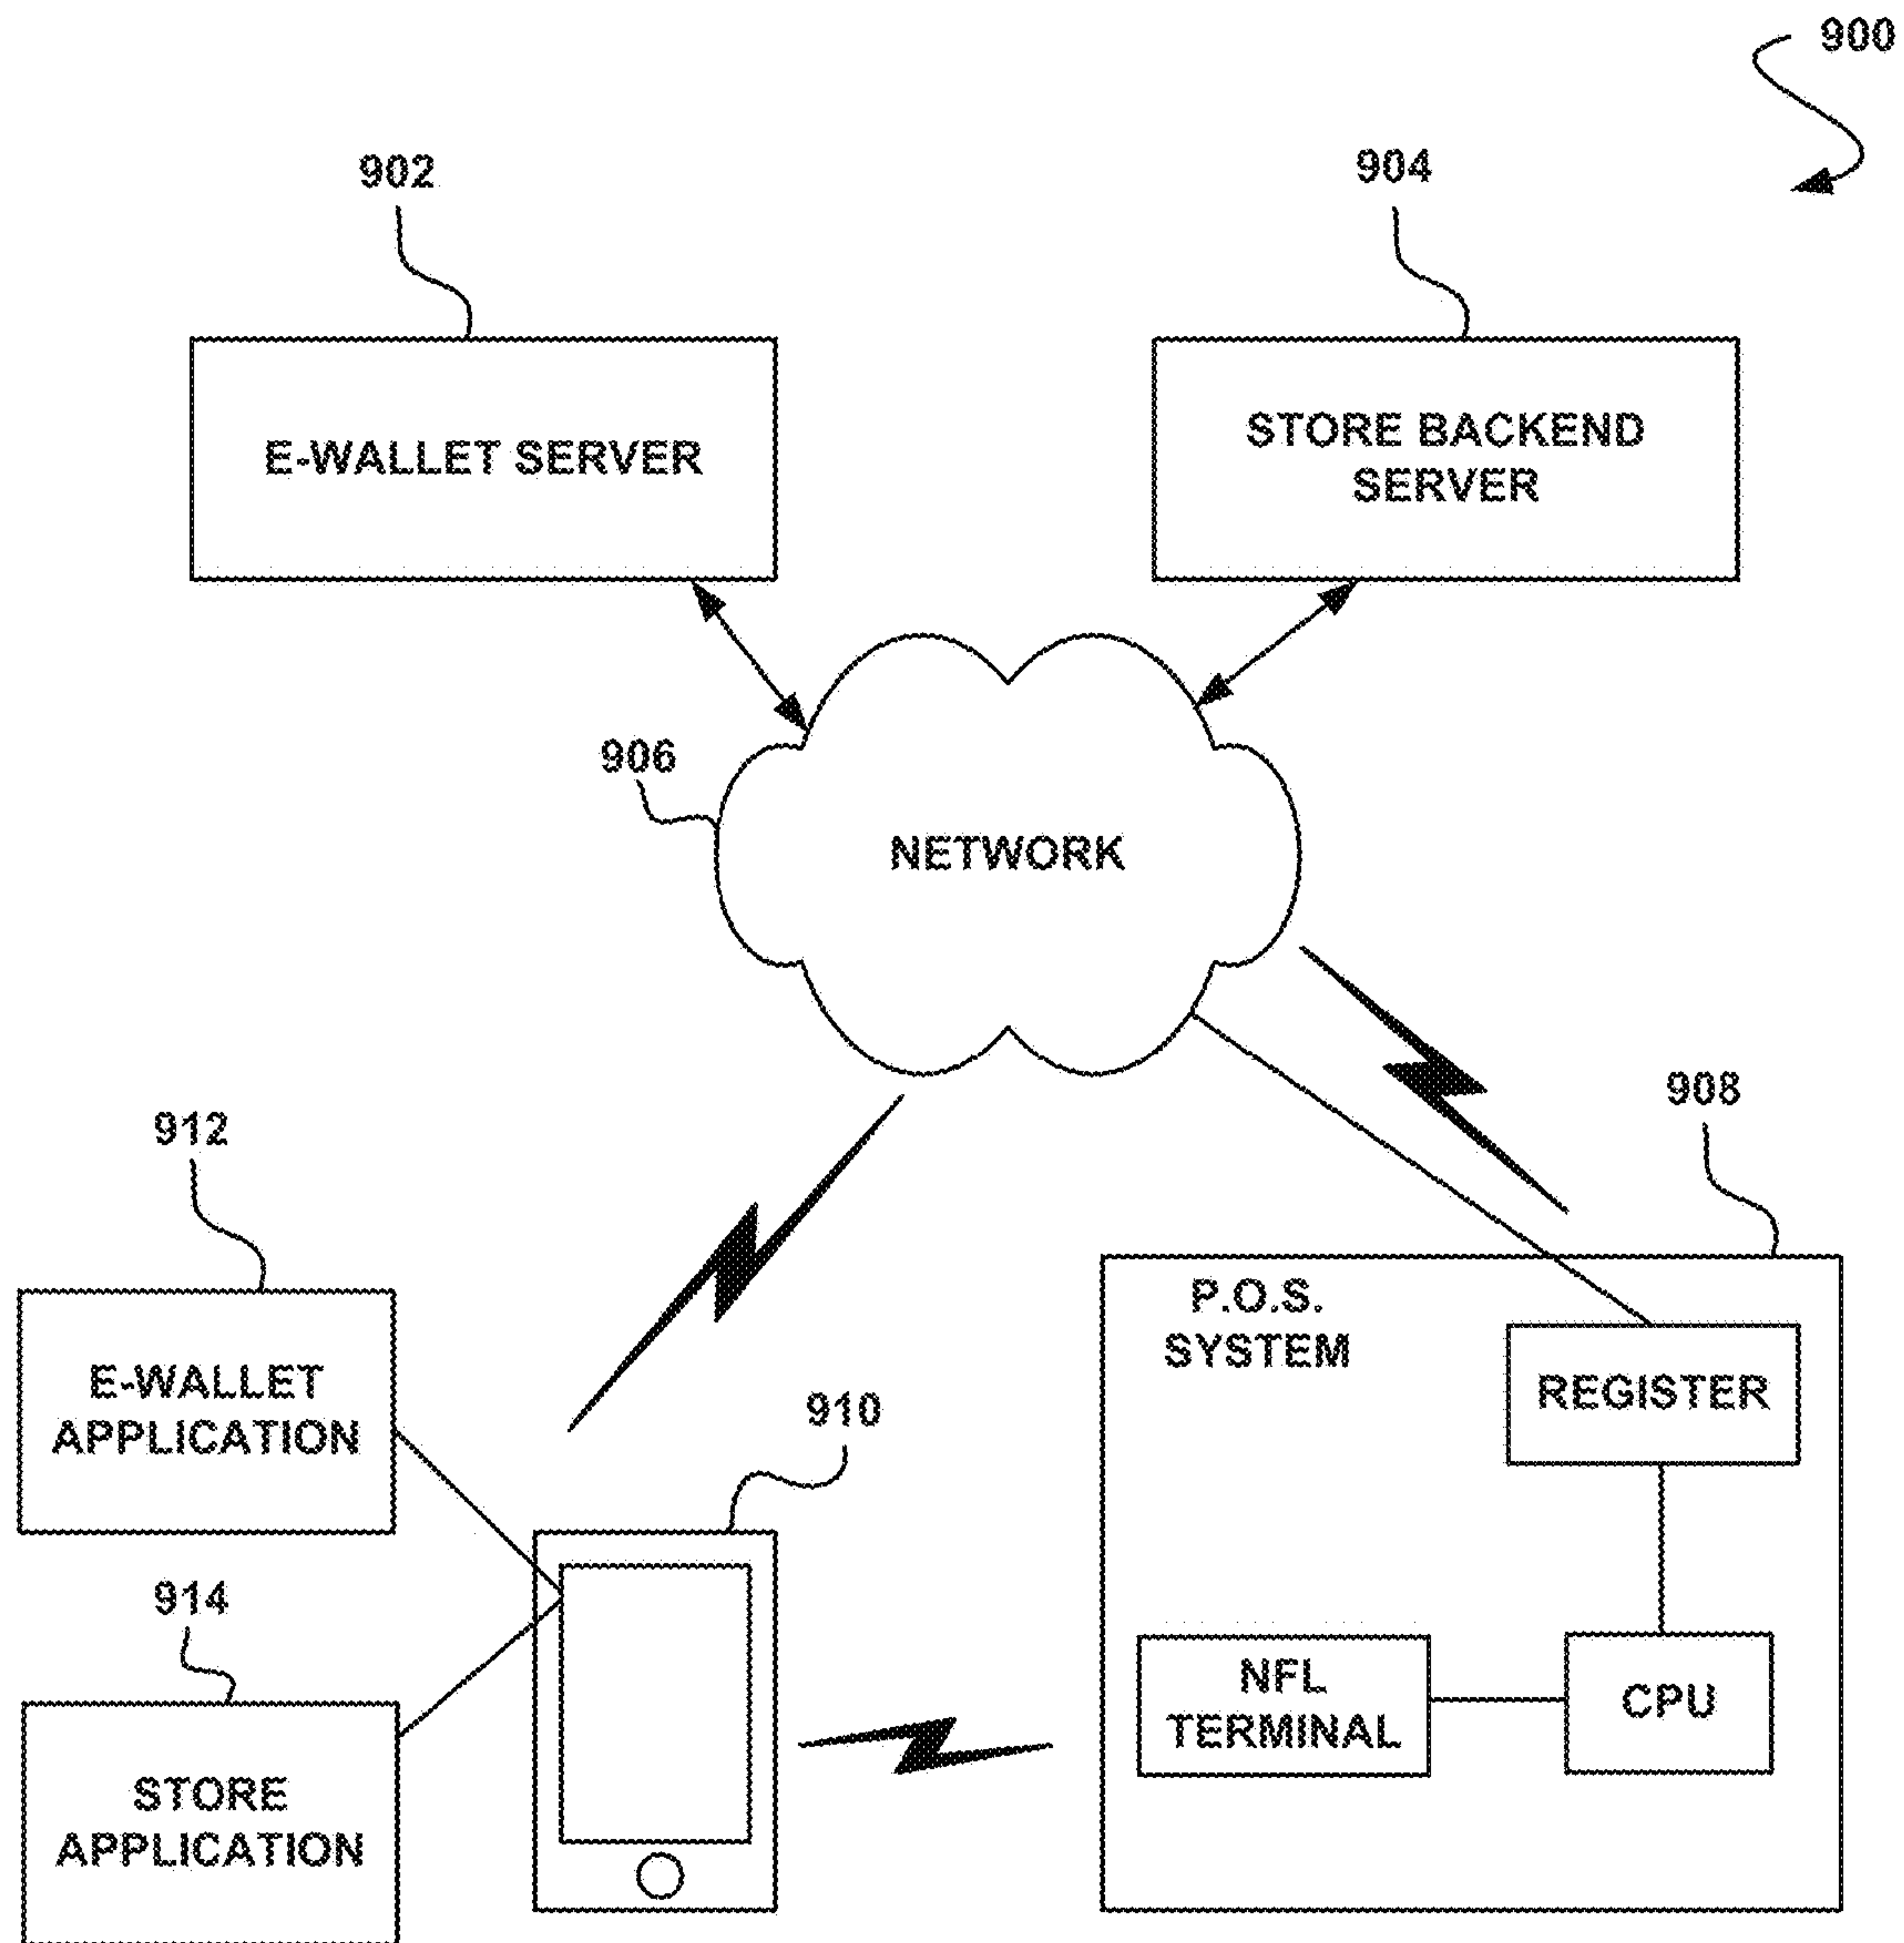 900
902
904
E-WALLET SERVER
STORE BACKEND
SERVER
906
NETWORK
908
912
P.O.S.
SYSTEM
E-WALLET
APPLICATION
REGISTER
910
914
NFL
TERMINAL
CPU
STORE
APPLICATION